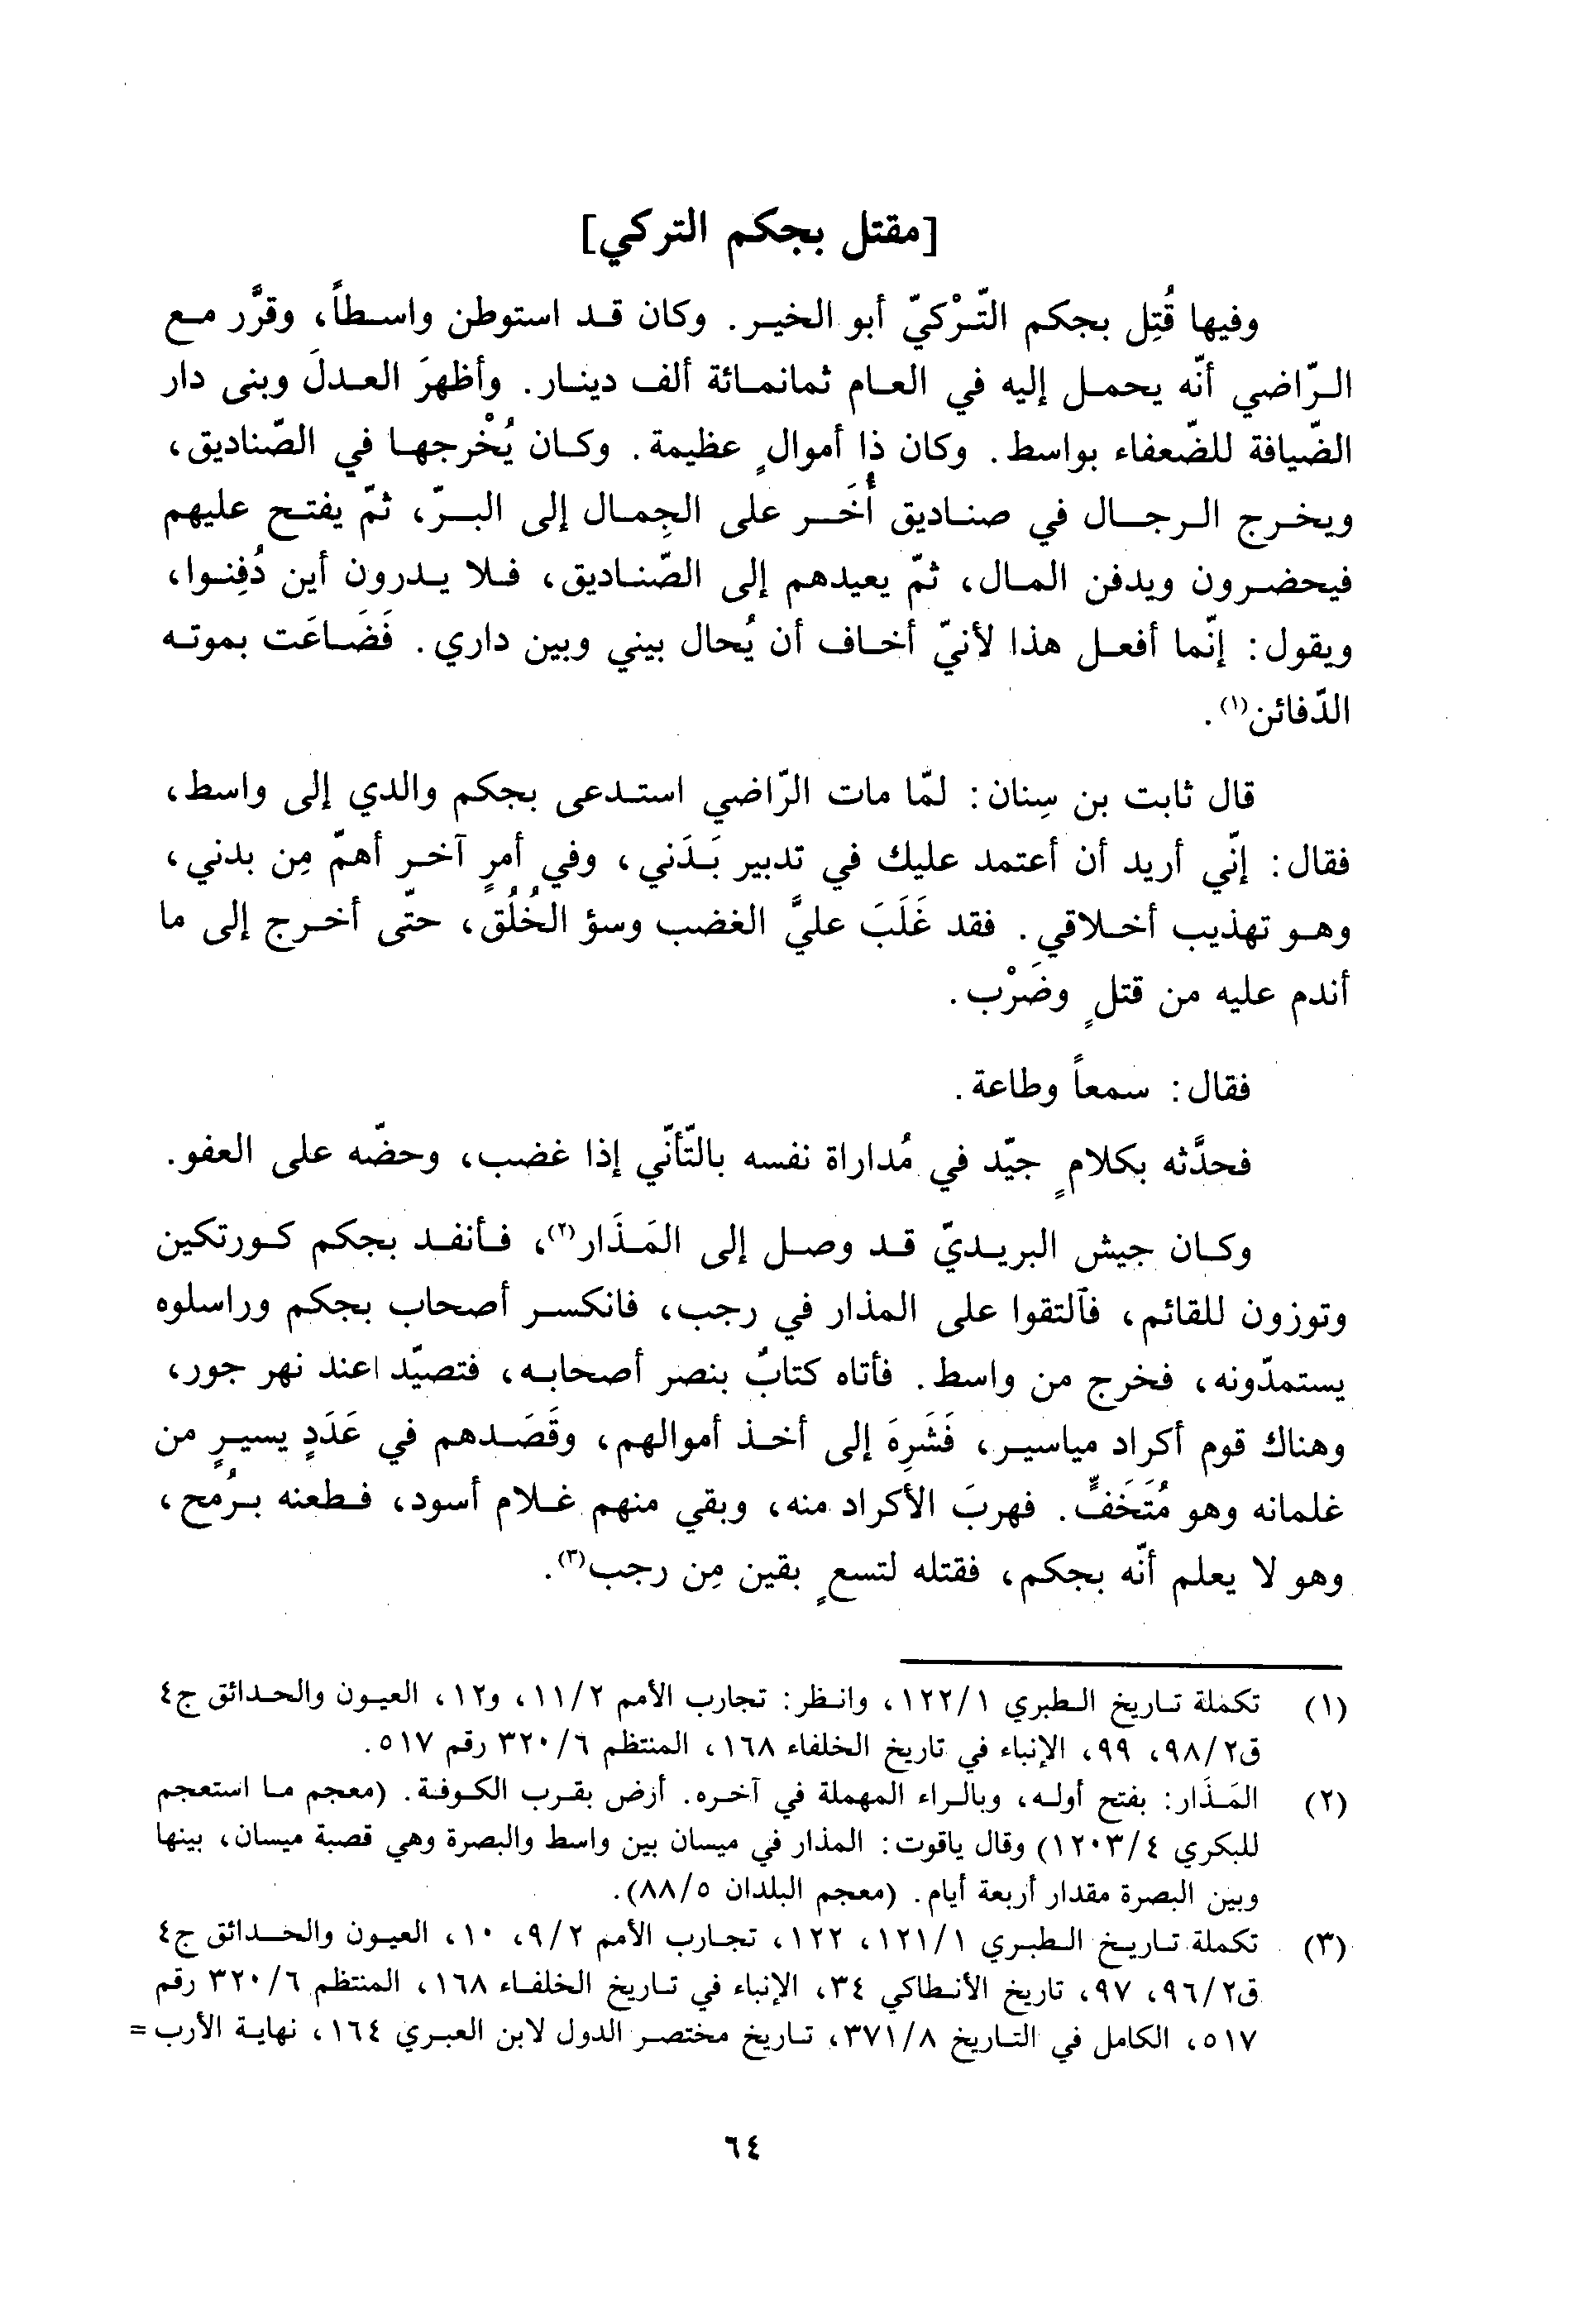 [مقتل بجكم التركي]
وفيها قُتِل بجكم التّرْكيّ أبو الخير. وكان قد استوطن واسطاً، وقرَّر مع
الرّاضي أنّه يحمل إليه في العام ثمانمائة ألف دينار. وأظهرَ العدلَ وبنى دار
الضّيافة للضّعفاء بواسط. وكان ذا أموالٍ عظيمة. وكان يُخْرجها في الصّناديق،
ويخرج الرجال في صناديق أُخَر على الجِمال إلى البرّ، ثمّ يفتح عليهم
فيحضرون ويدفن المال، ثمّ يعيدهم إلى الصّناديق، فلا يدرون أين دُفِنوا،
ويقول: إنّما أفعل هذا لأنيّ أخاف أن يُحال بيني وبين داري. فَضَاعَت بموته
الدّفائن(١).
قال ثابت بن سِنان: لمّا مات الرّاضي استدعى بجكم والدي إلى واسط،
فقال: إنّي أريد أن أعتمد عليك في تدبير بَدَني، وفي أمرٍ آخر أهمّ مِن بدني،
وهو تهذيب أخلاقي. فقد غَلَبَ عليَّ الغضب وسؤ الخُلُق، حتّى أخرج إلى ما
أندم عليه من قتلٍ وضَرْب.
فقال: سمعاً وطاعة.
فحدَّثه بكلامٍ جيّد في مُداراة نفسه بالتّأنّي إذا غضب، وحضّه على العفو.
وكان جيش البريديّ قد وصل إلى المَذَار(٢)، فأنفد بجكم كورتكين
وتوزون للقائم، فٱلتقوا على المذار في رجب، فانكسر أصحاب بجكم وراسلوه
يستمدّونه، فخرج من واسط. فأتاه كتابٌ بنصر أصحابه، فتصيّد اعند نهر جور،
وهناك قوم أكراد مياسير، فَشَرِهَ إلى أخذ أموالهم، وقَصَدهم في عَدَدٍ يسيرٍ من
غلمانه وهو مُتَخَفٍّ. فهربَ الأكراد منه، وبقي منهم غلام أسود، فطعنه برُمح،
وهو لا يعلم أنّه بجكم، فقتله لتسعٍ بقين مِن رجب(٣).
(١) تكملة تاريخ الطبري ١٢٢/١، وانظر: تجارب الأمم ١١/٢، و١٢، العيون والحدائق ج٤
ق٩٨/٢، ٩٩، الإنباء في تاريخ الخلفاء ١٦٨، المنتظم ٣٢٠/٦ رقم ٥١٧.
(٢) المَذَار: بفتح أوله، وبالراء المهملة في آخره. أرض بقرب الكوفة. (معجم ما استعجم
للبكري ١٢٠٣/٤) وقال ياقوت: المذار في ميسان بين واسط والبصرة وهي قصبة ميسان، بينها
وبين البصرة مقدار أربعة أيام. (معجم البلدان ٨٨/٥).
(٣) تكملة تاريخ الطبري ١٢١/١، ١٢٢، تجارب الأمم ٩/٢، ١٠، العيون والحدائق ج٤
ق٩٦/٢، ٩٧، تاريخ الأنطاكي ٣٤، الإنباء في تاريخ الخلفاء ١٦٨، المنتظم ٣٢٠/٦ رقم
٥١٧، الكامل في التاريخ ٣٧١/٨، تاريخ مختصر الدول لابن العبري ١٦٤، نهاية الأرب =
٦٤